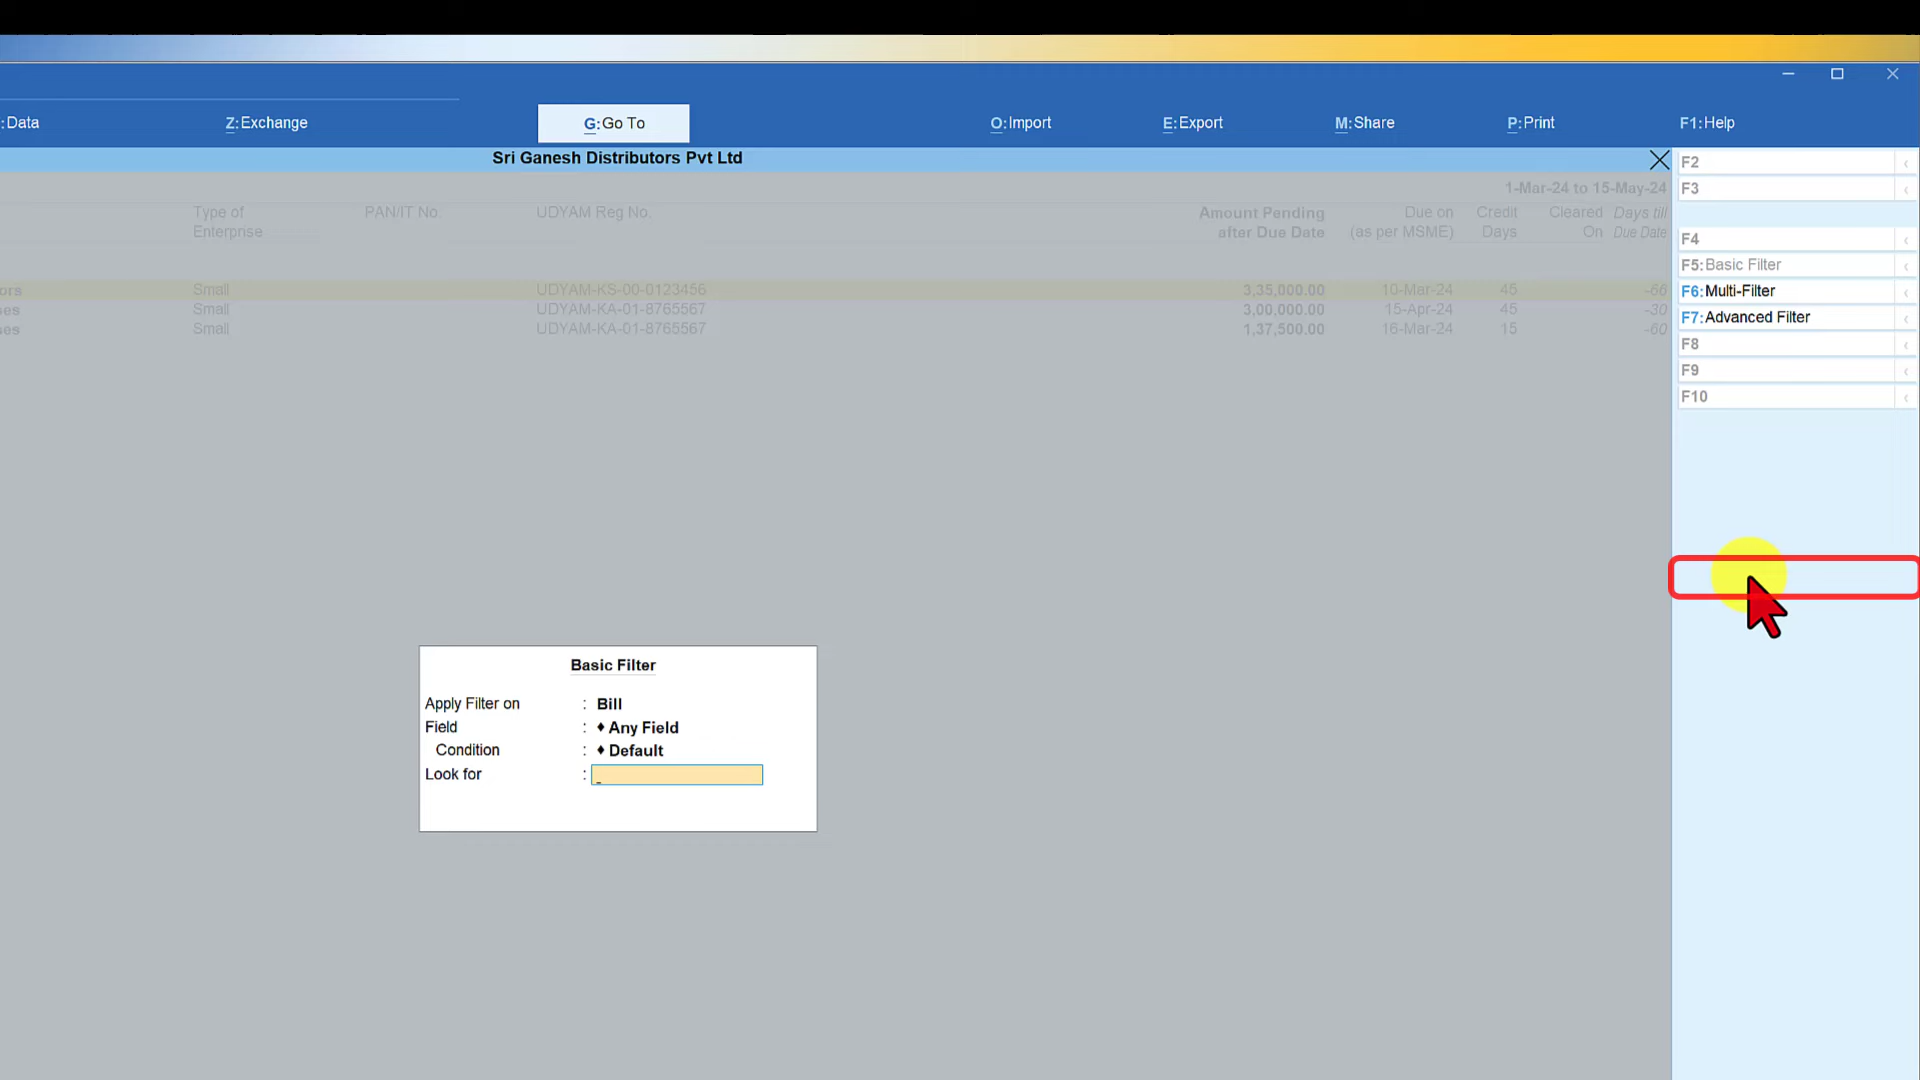 :Data Z:Exchange G:Go To O:Import E:Export M:Share P:Print F1:Help
Sri Ganesh Distributors Pvt Ltd
1-Mar-24 to 15-May-24
Type of Enterprise PAN/IT No. UDYAM Reg No. Amount Pending after Due Date Due on (as per MSME) Credit Days Cleared On Days till Due Date
ors Small UDYAM-KS-00-0123456 3,35,000.00 10-Mar-24 45 -66
ses Small UDYAM-KA-01-8765567 3,00,000.00 15-Apr-24 45 -30
nes Small UDYAM-KA-01-8765567 1,37,500.00 16-Mar-24 15 -60
F2
F3
F4
F5:Basic Filter
F6:Multi-Filter
F7:Advanced Filter
F8
F9
F10
Basic Filter
Apply Filter on : Bill
Field : ♦ Any Field
Condition : ♦ Default
Look for :